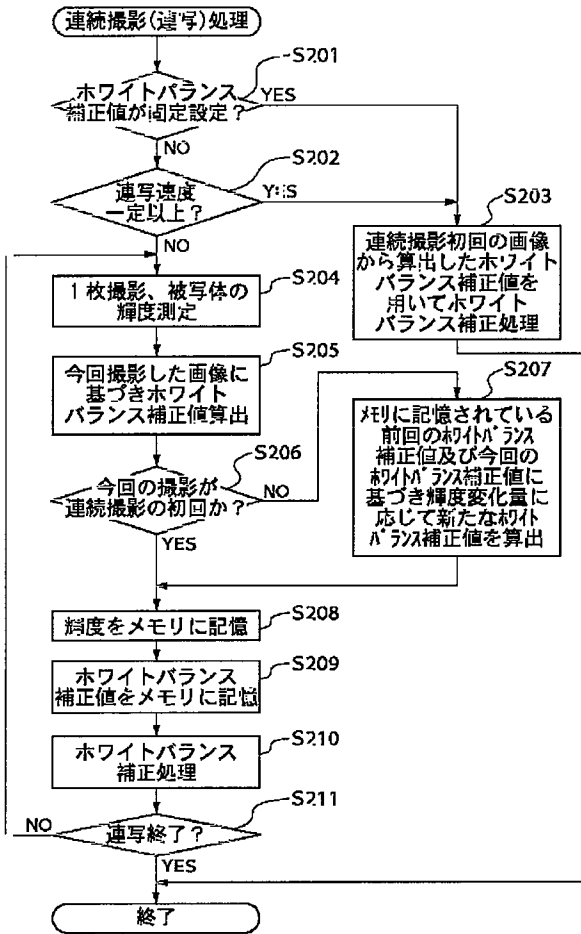 連続撮影(連写)処理
S201
ホワイトバランス
補正値が固定設定?
YES
NO
S202
連写速度
一定以上?
YES
NO
S203
連続撮影初回の画像
から算出したホワイト
バランス補正値を
用いてホワイト
バランス補正処理
S204
1枚撮影、被写体の
輝度測定
S205
今回撮影した画像に
基づきホワイト
バランス補正値算出
S206
今回の撮影が
連続撮影の初回か?
NO
YES
S207
メモリに記憶されている
前回のホワイトバランス
補正値及び今回の
ホワイトバランス補正値に
基づき輝度変化量に
応じて新たなホワイト
バランス補正値を算出
S208
輝度をメモリに記憶
S209
ホワイトバランス
補正値をメモリに記憶
S210
ホワイトバランス
補正処理
S211
連写終了?
NO
YES
終了